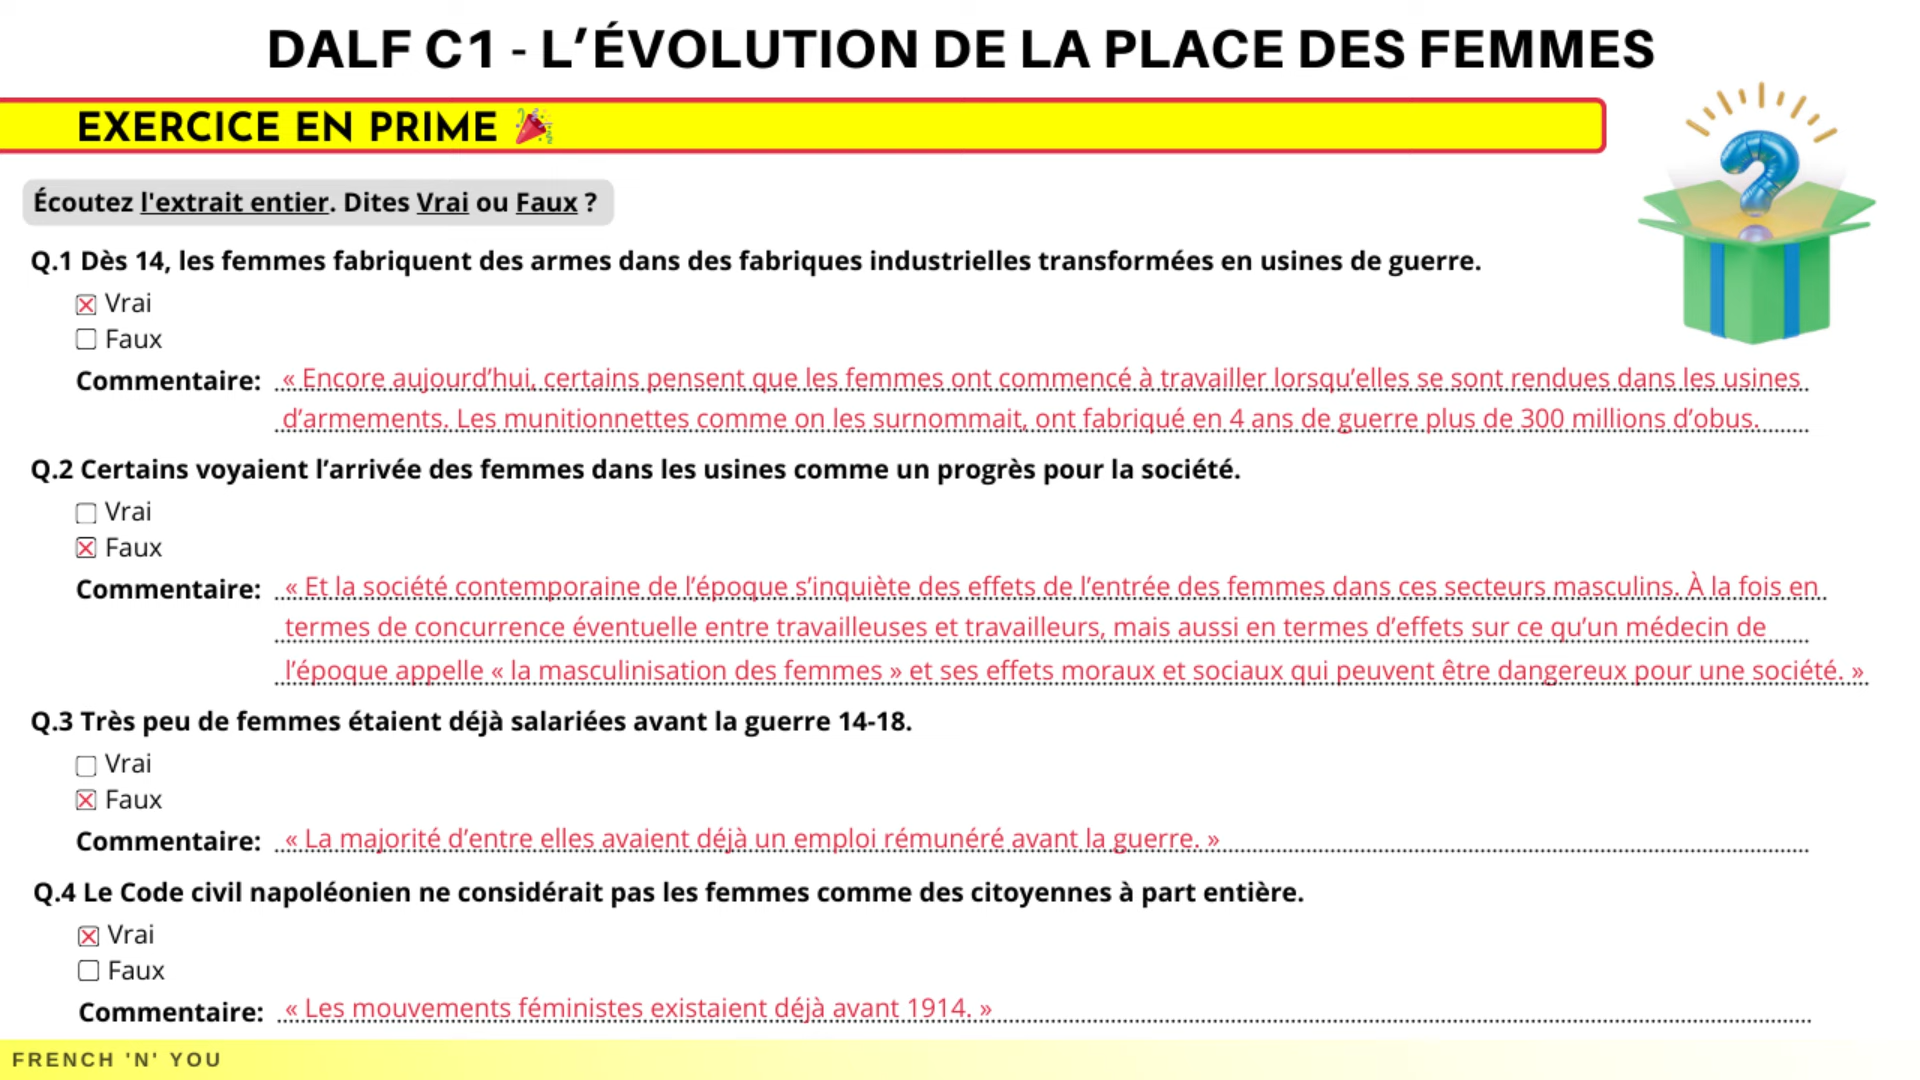 DALF C1 - L’ÉVOLUTION DE LA PLACE DES FEMMES
EXERCICE EN PRIME
Écoutez l'extrait entier. Dites Vrai ou Faux ?
Q.1 Dès 14, les femmes fabriquent des armes dans des fabriques industrielles transformées en usines de guerre.
Vrai
Faux
Commentaire: « Encore aujourd’hui, certains pensent que les femmes ont commencé à travailler lorsqu’elles se sont rendues dans les usines
d’armements. Les munitionnettes comme on les surnommait, ont fabriqué en 4 ans de guerre plus de 300 millions d’obus.
Q.2 Certains voyaient l’arrivée des femmes dans les usines comme un progrès pour la société.
Vrai
Faux
Commentaire: « Et la société contemporaine de l’époque s’inquiète des effets de l’entrée des femmes dans ces secteurs masculins. À la fois en
termes de concurrence éventuelle entre travailleuses et travailleurs, mais aussi en termes d’effets sur ce qu’un médecin de
l’époque appelle « la masculinisation des femmes » et ses effets moraux et sociaux qui peuvent être dangereux pour une société. »
Q.3 Très peu de femmes étaient déjà salariées avant la guerre 14-18.
Vrai
Faux
Commentaire: « La majorité d’entre elles avaient déjà un emploi rémunéré avant la guerre. »
Q.4 Le Code civil napoléonien ne considérait pas les femmes comme des citoyennes à part entière.
Vrai
Faux
Commentaire: « Les mouvements féministes existaient déjà avant 1914. »
FRENCH 'N' YOU